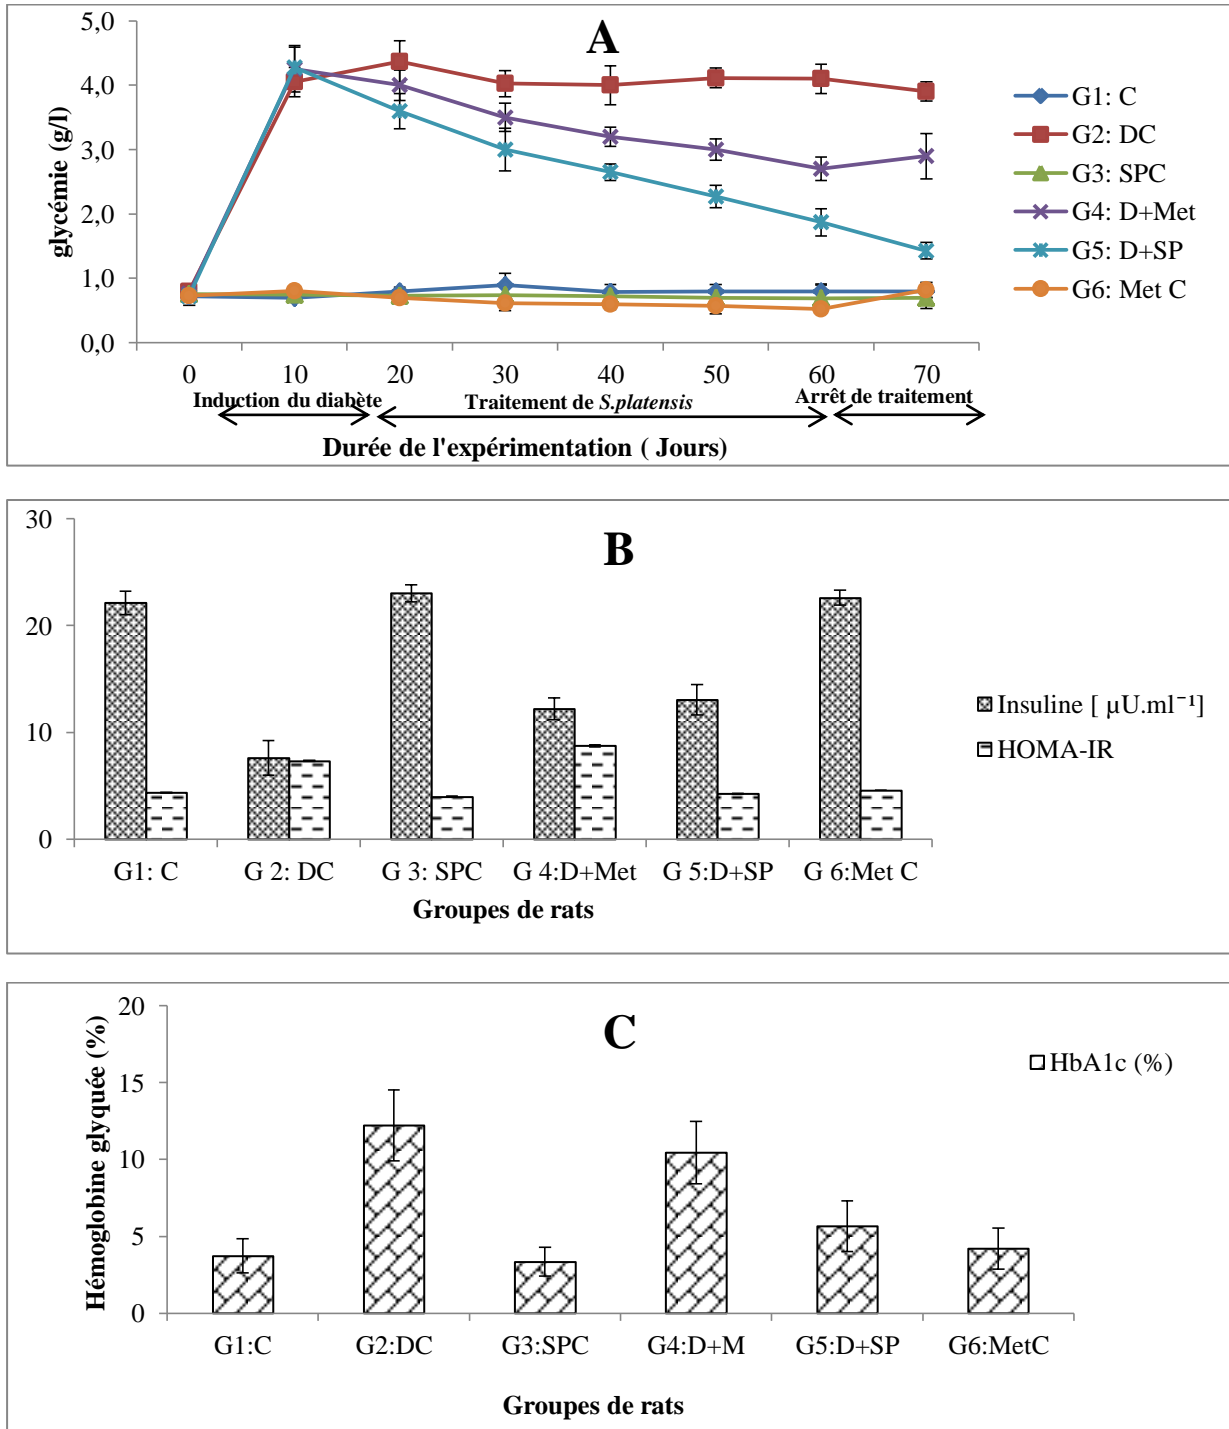 A
5,0
4,0
3,0
2,0
1,0
0,0
glycémie (g/l)
0 10 20 30 40 50 60 70
Induction du diabète
Traitement de S.platensis
Arrêt de traitement
Durée de l'expérimentation ( Jours)
G1: C
G2: DC
G3: SPC
G4: D+Met
G5: D+SP
G6: Met C
B
30
20
10
0
G1: C G 2: DC G 3: SPC G 4:D+Met G 5:D+SP G 6:Met C
Groupes de rats
Insuline [ µU.ml⁻¹]
HOMA-IR
C
20
15
10
5
0
Hémoglobine glyquée (%)
G1:C G2:DC G3:SPC G4:D+M G5:D+SP G6:MetC
Groupes de rats
HbA1c (%)